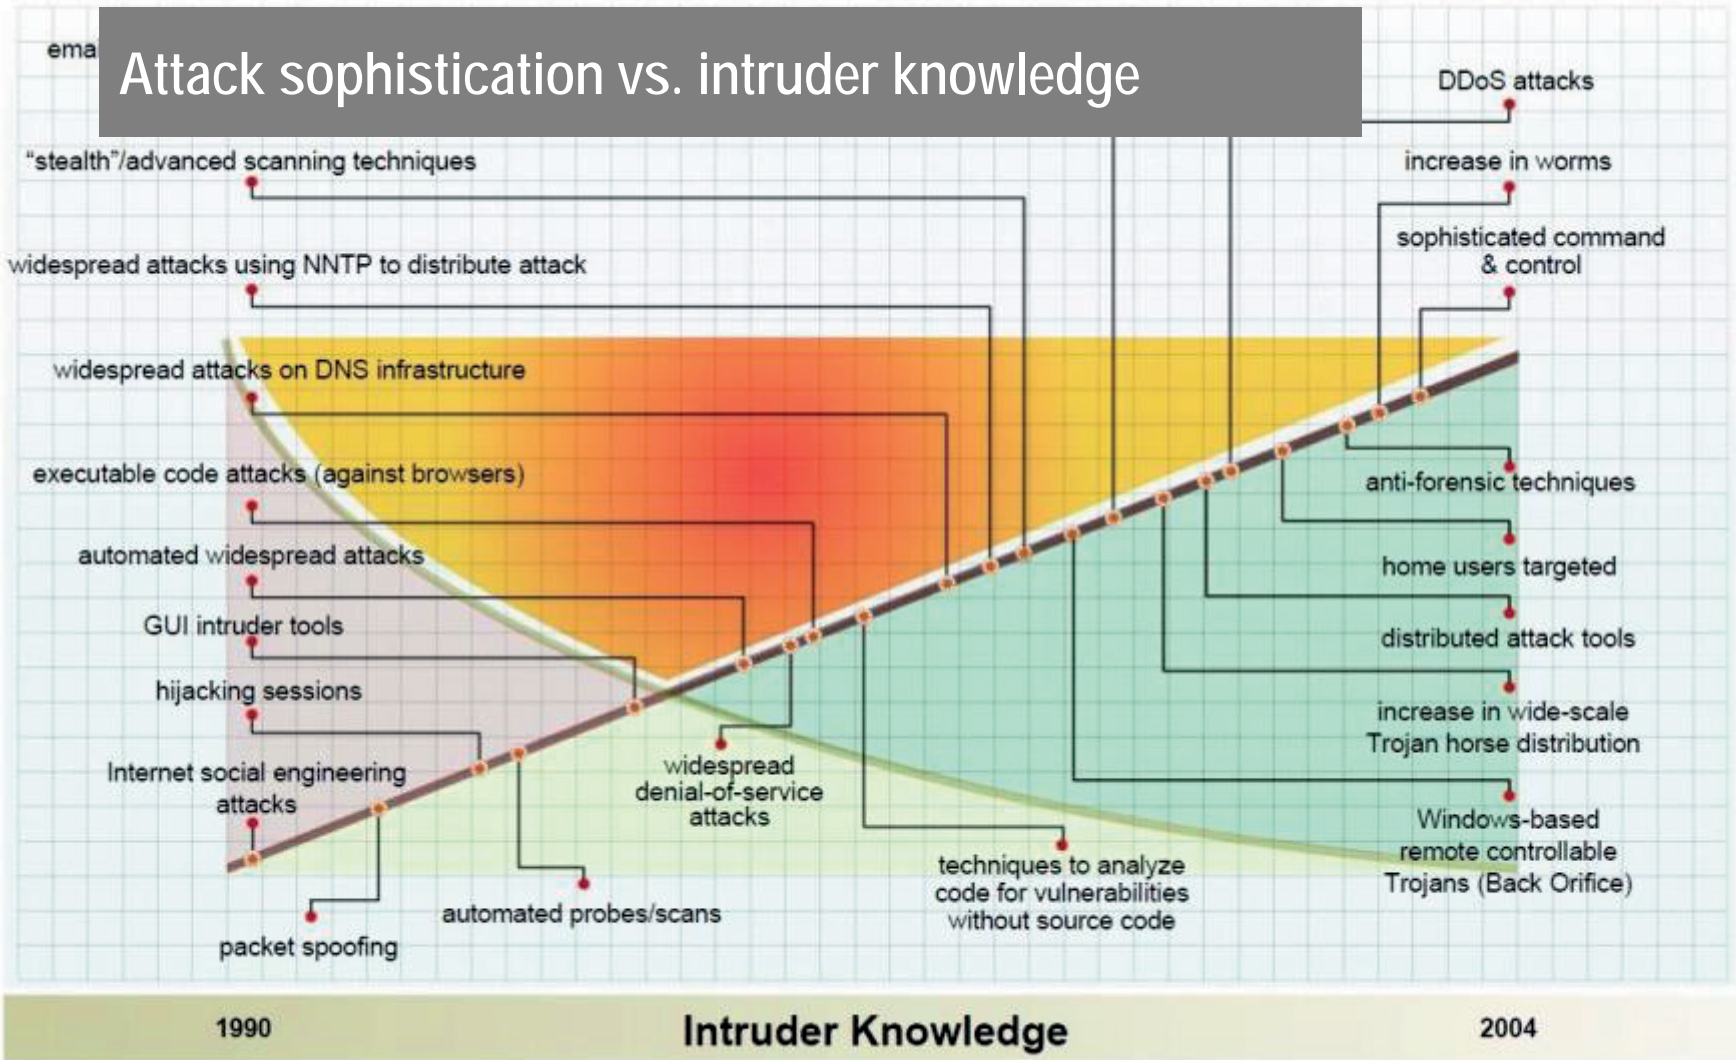 Attack sophistication vs. intruder knowledge
DDoS attacks
"stealth"/advanced scanning techniques
increase in worms
widespread attacks using NNTP to distribute attack
sophisticated command
& control
widespread attacks on DNS infrastructure
executable code attacks (against browsers)
anti-forensic techniques
automated widespread attacks
home users targeted
GUI intruder tools
distributed attack tools
hijacking sessions
increase in wide-scale
Trojan horse distribution
Internet social engineering
attacks
widespread
denial-of-service
attacks
Windows-based
remote controllable
Trojans (Back Orifice)
techniques to analyze
code for vulnerabilities
without source code
automated probes/scans
packet spoofing
1990
Intruder Knowledge
2004